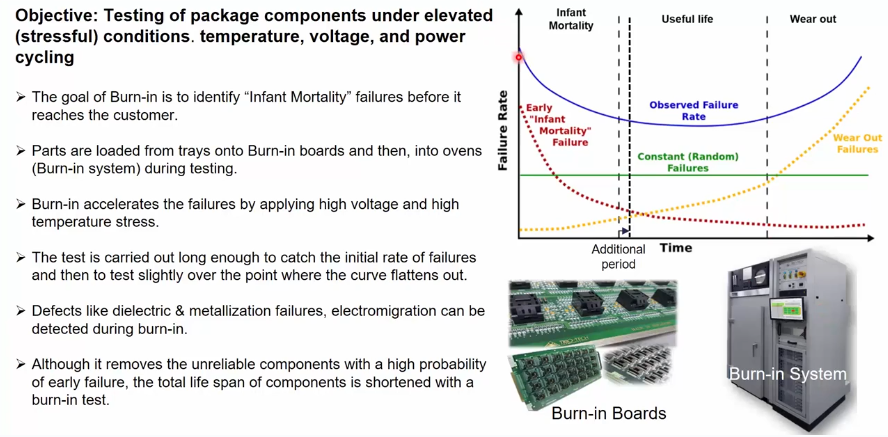 Objective: Testing of package components under elevated
(stressful) conditions. temperature, voltage, and power
cycling
➢ The goal of Burn-in is to identify “Infant Mortality” failures before it
reaches the customer.
➢ Parts are loaded from trays onto Burn-in boards and then, into ovens
(Burn-in system) during testing.
➢ Burn-in accelerates the failures by applying high voltage and high
temperature stress.
➢ The test is carried out long enough to catch the initial rate of failures
and then to test slightly over the point where the curve flattens out.
➢ Defects like dielectric & metallization failures, electromigration can be
detected during burn-in.
➢ Although it removes the unreliable components with a high probability
of early failure, the total life span of components is shortened with a
burn-in test.
Infant
Mortality
Useful life
Wear out
Failure Rate
Early
"Infant
Mortality"
Failure
Observed Failure
Rate
Constant (Random)
Failures
Wear Out
Failures
Additional
period
Time
Burn-in Boards
Burn-in System